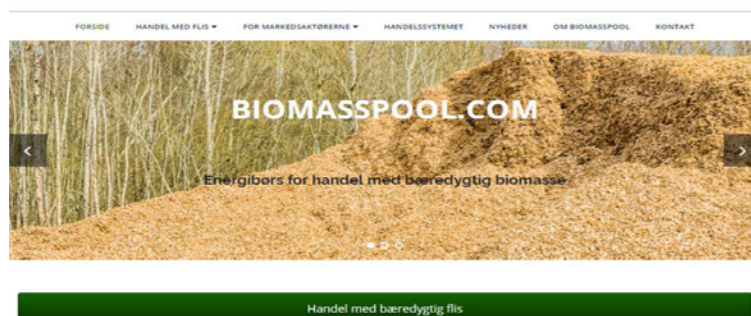 FORSIDE HANDEL MED FLIS FOR MARKEDSAKTØRERNE HANDELSSYSTEMET NYHEDER OM BIOMASSPOOL KONTAKT
BIOMASSPOOL.COM
Energibørs for handel med bæredygtig biomasse
Handel med bæredygtig flis